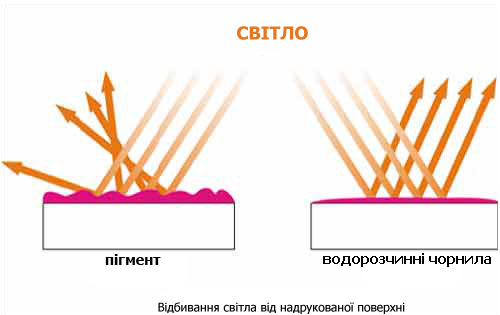 СВІТЛО
пігмент
водорозчинні чорнила
Відбивання світла від надрукованої поверхні